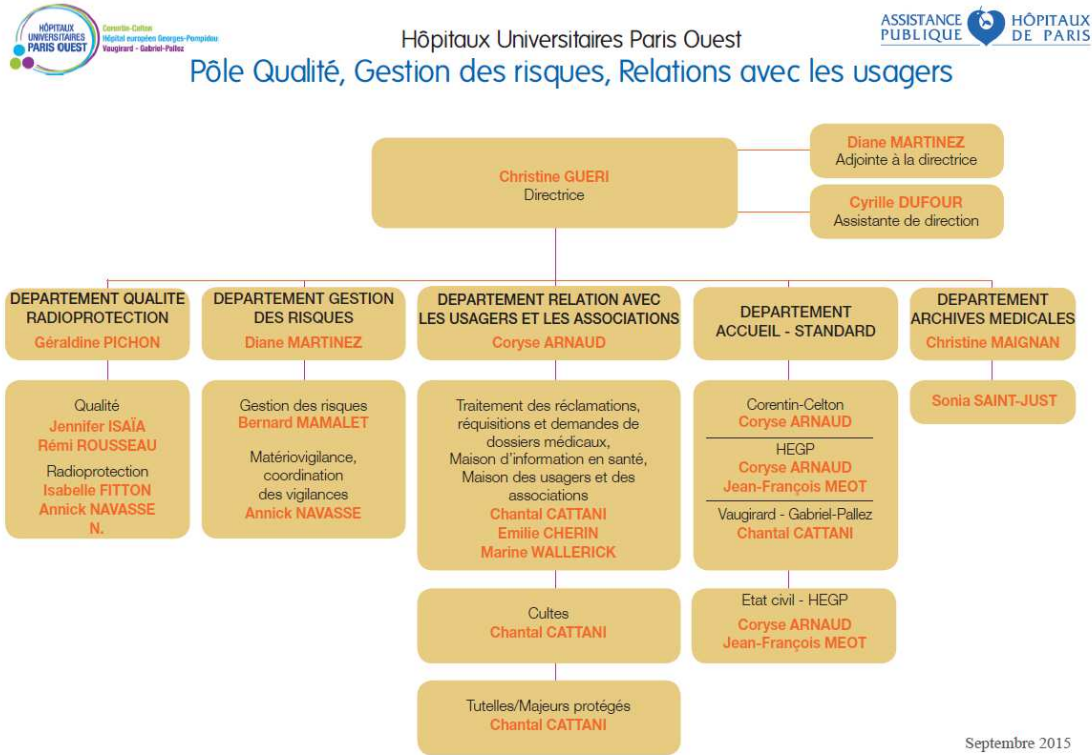 HÔPITAUX
UNIVERSITAIRES
PARIS OUEST
Corentin-Celton
Hôpital européen Georges-Pompidou
Vaugirard - Gabriel-Pallez
ASSISTANCE
PUBLIQUE
HÔPITAUX
DE PARIS
Hôpitaux Universitaires Paris Ouest
Pôle Qualité, Gestion des risques, Relations avec les usagers
Christine GUERI
Directrice
Diane MARTINEZ
Adjointe à la directrice
Cyrille DUFOUR
Assistante de direction
DEPARTEMENT QUALITE
RADIOPROTECTION
Géraldine PICHON
Qualité
Jennifer ISAÏA
Rémi ROUSSEAU
Radioprotection
Isabelle FITTON
Annick NAVASSE
N.
DEPARTEMENT GESTION
DES RISQUES
Diane MARTINEZ
Gestion des risques
Bernard MAMALET
Matériovigilance,
coordination
des vigilances
Annick NAVASSE
DEPARTEMENT RELATION AVEC
LES USAGERS ET LES ASSOCIATIONS
Coryse ARNAUD
Traitement des réclamations,
réquisitions et demandes de
dossiers médicaux,
Maison d'information en santé,
Maison des usagers et des
associations
Chantal CATTANI
Emilie CHERIN
Marine WALLERICK
Cultes
Chantal CATTANI
Tutelles/Majeurs protégés
Chantal CATTANI
DEPARTEMENT
ACCUEIL - STANDARD
Corentin-Celton
Coryse ARNAUD
HEGP
Coryse ARNAUD
Jean-François MEOT
Vaugirard - Gabriel-Pallez
Chantal CATTANI
Etat civil - HEGP
Coryse ARNAUD
Jean-François MEOT
DEPARTEMENT
ARCHIVES MEDICALES
Christine MAIGNAN
Sonia SAINT-JUST
Septembre 2015